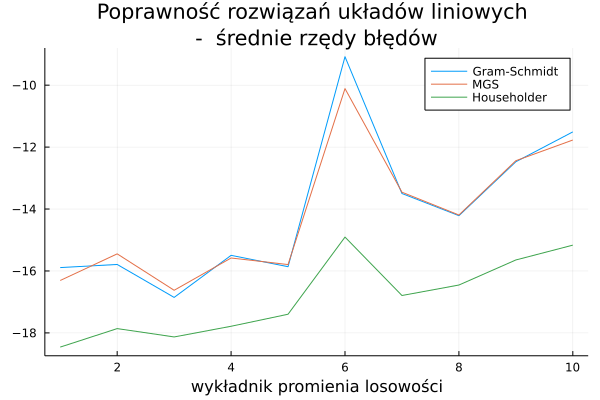 Poprawność rozwiązań układów liniowych
- średnie rzędy błędów
Gram-Schmidt
MGS
Householder
−10
−12
−14
−16
−18
2
4
6
8
10
wykładnik promienia losowości